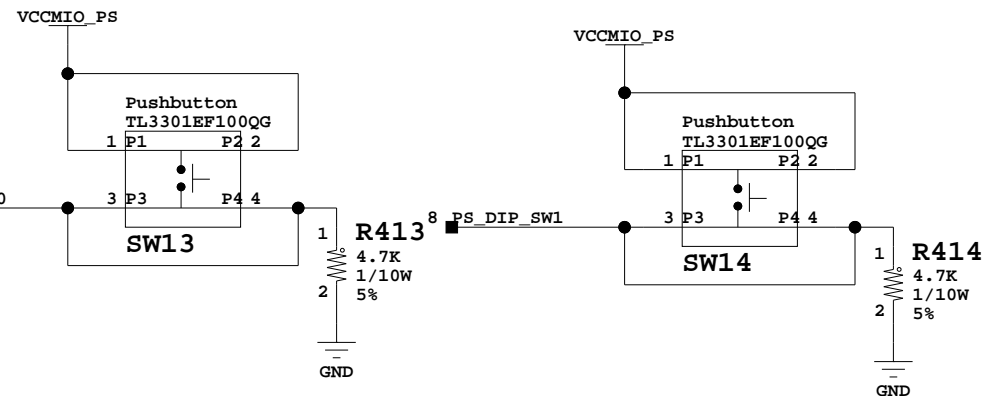 VCCMIO_PS
Pushbutton
TL3301EF100QG
1 P1 P2 2
0 3 P3 P4 4
SW13
1 R413
4.7K
1/10W
2 5%
GND
VCCMIO_PS
Pushbutton
TL3301EF100QG
1 P1 P2 2
8 PS_DIP_SW1 3 P3 P4 4
SW14
1 R414
4.7K
1/10W
2 5%
GND